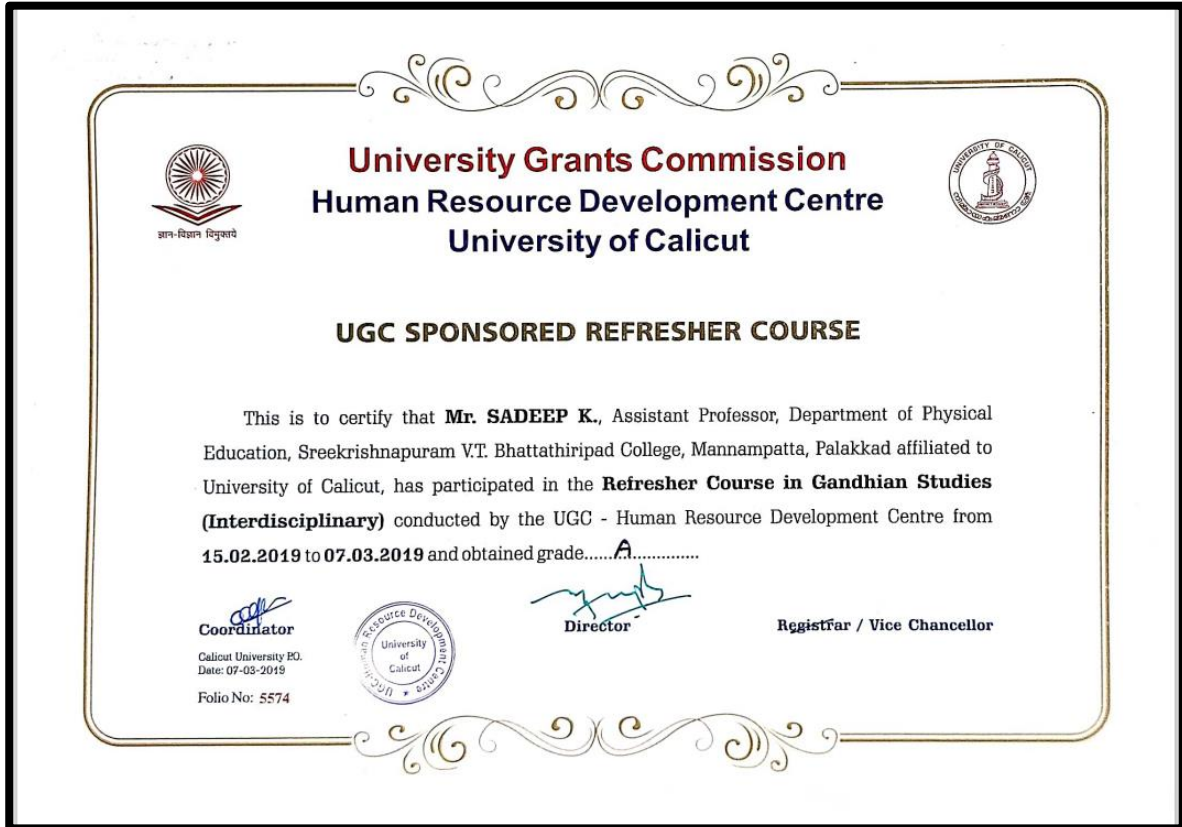 University Grants Commission
Human Resource Development Centre
University of Calicut
ज्ञान-विज्ञान विमुक्तये
UNIVERSITY OF CALICUT
UGC SPONSORED REFRESHER COURSE
This is to certify that Mr. SADEEP K., Assistant Professor, Department of Physical
Education, Sreekrishnapuram V.T. Bhattathiripad College, Mannampatta, Palakkad affiliated to
University of Calicut, has participated in the Refresher Course in Gandhian Studies
(Interdisciplinary) conducted by the UGC - Human Resource Development Centre from
15.02.2019 to 07.03.2019 and obtained grade......A..............
Coordinator
Calicut University P.O.
Date: 07-03-2019
Folio No: 5574
UGC-Human Resource Development Centre
University
of
Calicut
Director
Registrar / Vice Chancellor